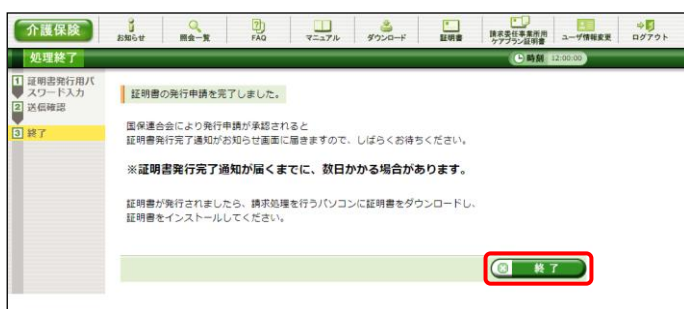 介護保険
お知らせ
照会一覧
FAQ
マニュアル
ダウンロード
証明書
請求委任事業所用
ケアプラン証明書
ユーザ情報変更
ログアウト
処理終了
時刻 12:00:00
1 証明書発行用パ
スワード入力
2 送信確認
3 終了
証明書の発行申請を完了しました。
国保連合会により発行申請が承認されると
証明書発行完了通知がお知らせ画面に届きますので、しばらくお待ちください。
※証明書発行完了通知が届くまでに、数日かかる場合があります。
証明書が発行されましたら、請求処理を行うパソコンに証明書をダウンロードし、
証明書をインストールしてください。
終了